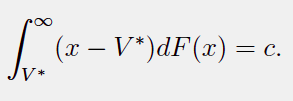 ∫_{V*}^{∞} (x − V*)dF(x) = c.